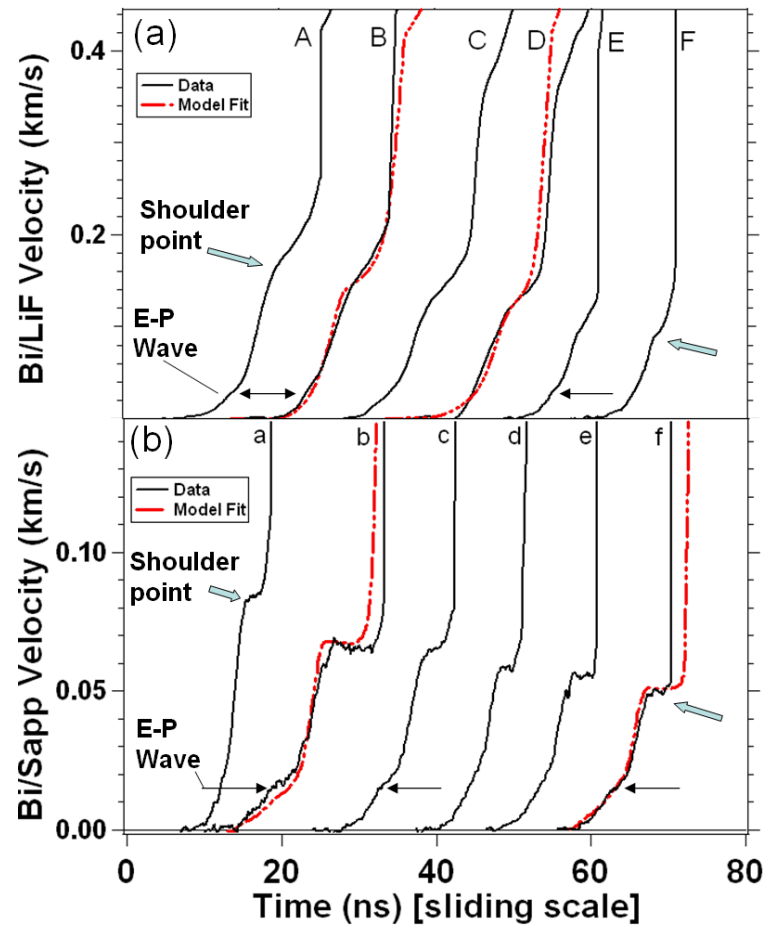 (a)
A B C D E F
Data
Model Fit
Shoulder
point
E-P
Wave
0.4
0.2
Bi/LiF Velocity (km/s)
(b)
a b c d e f
Data
Model Fit
Shoulder
point
E-P
Wave
0.10
0.05
0.00
Bi/Sapp Velocity (km/s)
0 20 40 60 80
Time (ns) [sliding scale]